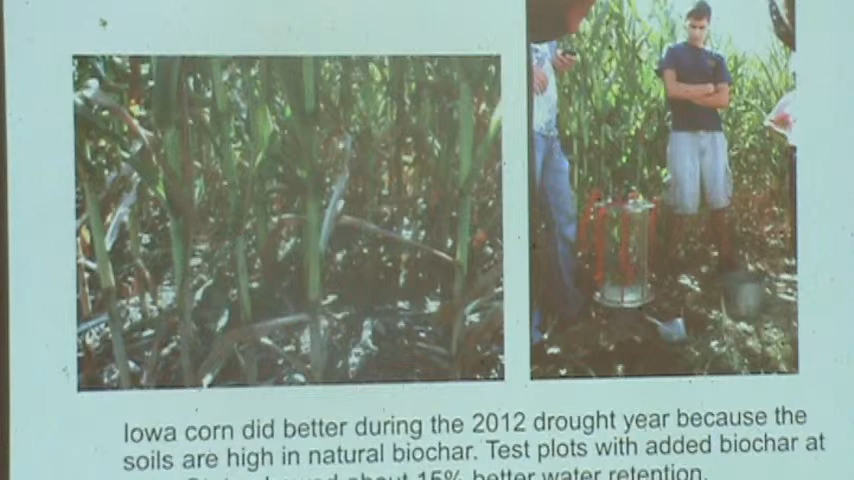 Iowa corn did better during the 2012 drought year because the
soils are high in natural biochar. Test plots with added biochar at
about 15% better water retention.